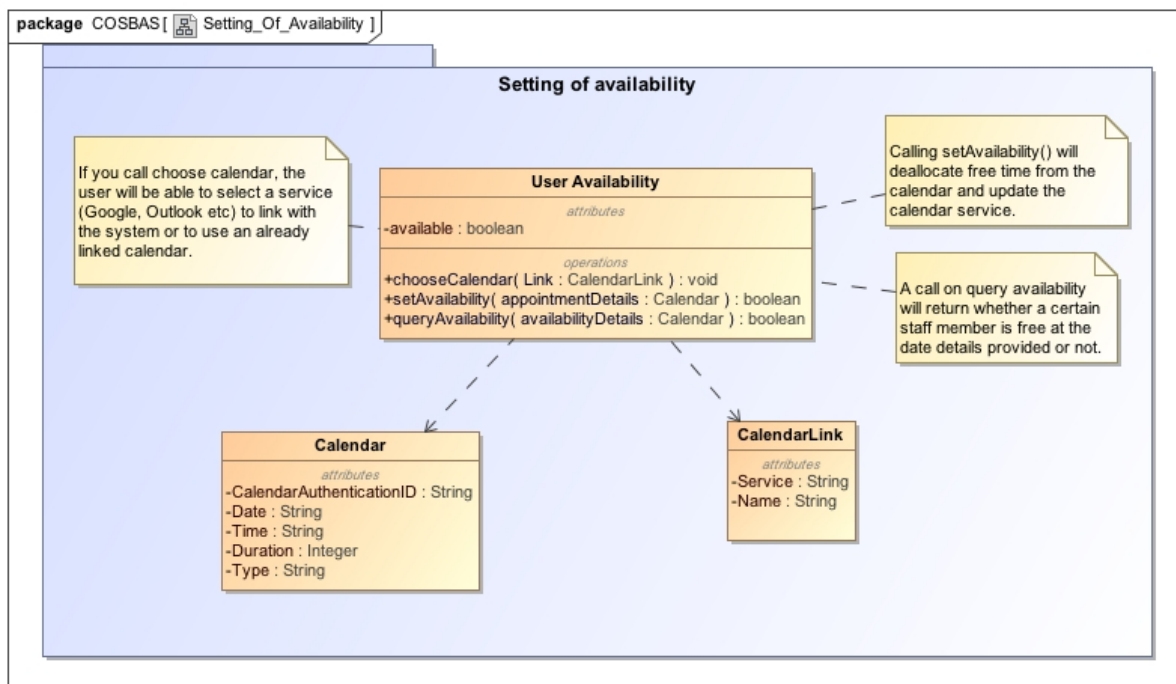 package COSBAS [ Setting_Of_Availability ]
Setting of availability
If you call choose calendar, the
user will be able to select a service
(Google, Outlook etc) to link with
the system or to use an already
linked calendar.
User Availability
attributes
-available : boolean
operations
+chooseCalendar( Link : CalendarLink ) : void
+setAvailability( appointmentDetails : Calendar ) : boolean
+queryAvailability( availabilityDetails : Calendar ) : boolean
Calling setAvailability() will
deallocate free time from the
calendar and update the
calendar service.
A call on query availability
will return whether a certain
staff member is free at the
date details provided or not.
Calendar
attributes
-CalendarAuthenticationID : String
-Date : String
-Time : String
-Duration : Integer
-Type : String
CalendarLink
attributes
-Service : String
-Name : String